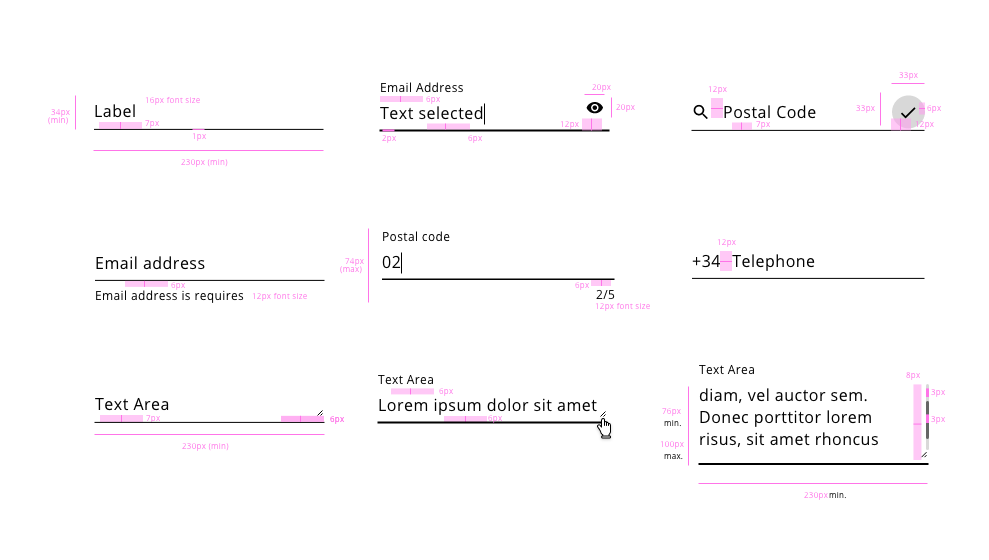 Label
16px font size
34px
(min)
7px
1px
230px (min)
Email Address
6px
Text selected
20px
20px
12px
2px
6px
33px
12px
Postal Code
33px
6px
7px
12px
Email address
6px
Email address is requires
12px font size
Postal code
02
74px
(max)
6px
2/5
12px font size
12px
+34 Telephone
Text Area
7px
6px
230px (min)
Text Area
6px
Lorem ipsum dolor sit amet
6px
Text Area
8px
diam, vel auctor sem.
Donec porttitor lorem
risus, sit amet rhoncus
3px
3px
76px
min.
100px
max.
230px min.